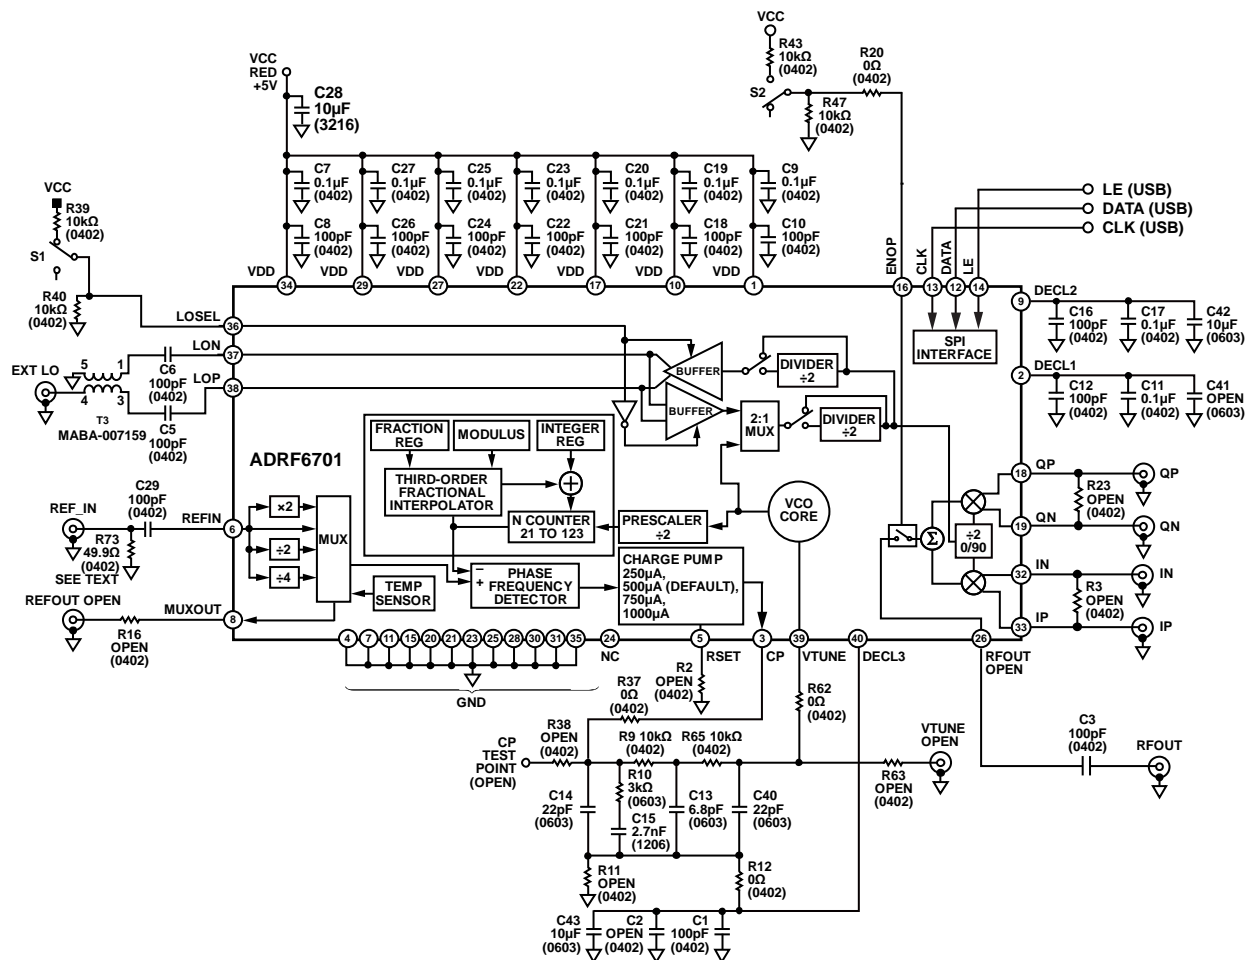 VCC
RED
+5V
C28
10µF
(3216)
VCC
R43
10kΩ
(0402)
S2
R20
0Ω
(0402)
R47
10kΩ
(0402)
C7
0.1µF
(0402)
C27
0.1µF
(0402)
C25
0.1µF
(0402)
C23
0.1µF
(0402)
C20
0.1µF
(0402)
C19
0.1µF
(0402)
C9
0.1µF
(0402)
C8
100pF
(0402)
C26
100pF
(0402)
C24
100pF
(0402)
C22
100pF
(0402)
C21
100pF
(0402)
C18
100pF
(0402)
C10
100pF
(0402)
VDD
34
VDD
29
VDD
27
VDD
22
VDD
17
VDD
10
VDD
1
ENOP
16
CLK
13
DATA
12
LE
14
LE (USB)
DATA (USB)
CLK (USB)
SPI
INTERFACE
VCC
R39
10kΩ
(0402)
S1
R40
10kΩ
(0402)
LOSEL
36
LON
37
LOP
38
EXT LO
5
1
4
3
T3
MABA-007159
C6
100pF
(0402)
C5
100pF
(0402)
BUFFER
BUFFER
DIVIDER
÷2
2:1
MUX
DIVIDER
÷2
9
DECL2
C16
100pF
(0402)
C17
0.1µF
(0402)
C42
10µF
(0603)
2
DECL1
C12
100pF
(0402)
C11
0.1µF
(0402)
C41
OPEN
(0603)
ADRF6701
FRACTION
REG
MODULUS
INTEGER
REG
THIRD-ORDER
FRACTIONAL
INTERPOLATOR
+
N COUNTER
21 TO 123
PRESCALER
÷2
VCO
CORE
Σ
÷2
0/90
18
QP
QP
R23
OPEN
(0402)
19
QN
QN
32
IN
IN
R3
OPEN
(0402)
33
IP
IP
C29
100pF
(0402)
REF_IN
REFIN
6
R73
49.9Ω
(0402)
SEE TEXT
×2
÷2
÷4
MUX
TEMP
SENSOR
−
+
PHASE
FREQUENCY
DETECTOR
CHARGE PUMP
250µA,
500µA (DEFAULT),
750µA,
1000µA
REFOUT OPEN
MUXOUT
8
R16
OPEN
(0402)
4
7
11
15
20
21
23
25
28
30
31
35
24
NC
GND
5
RSET
3
CP
39
VTUNE
40
DECL3
26
RFOUT
OPEN
R2
OPEN
(0402)
R37
0Ω
(0402)
R62
0Ω
(0402)
CP
TEST
POINT
(OPEN)
R38
OPEN
(0402)
R9 10kΩ
(0402)
R65 10kΩ
(0402)
R10
3kΩ
(0603)
C14
22pF
(0603)
C15
2.7nF
(1206)
C13
6.8pF
(0603)
C40
22pF
(0603)
R63
OPEN
(0402)
VTUNE
OPEN
C3
100pF
(0402)
RFOUT
R11
OPEN
(0402)
R12
0Ω
(0402)
C43
10µF
(0603)
C2
OPEN
(0402)
C1
100pF
(0402)